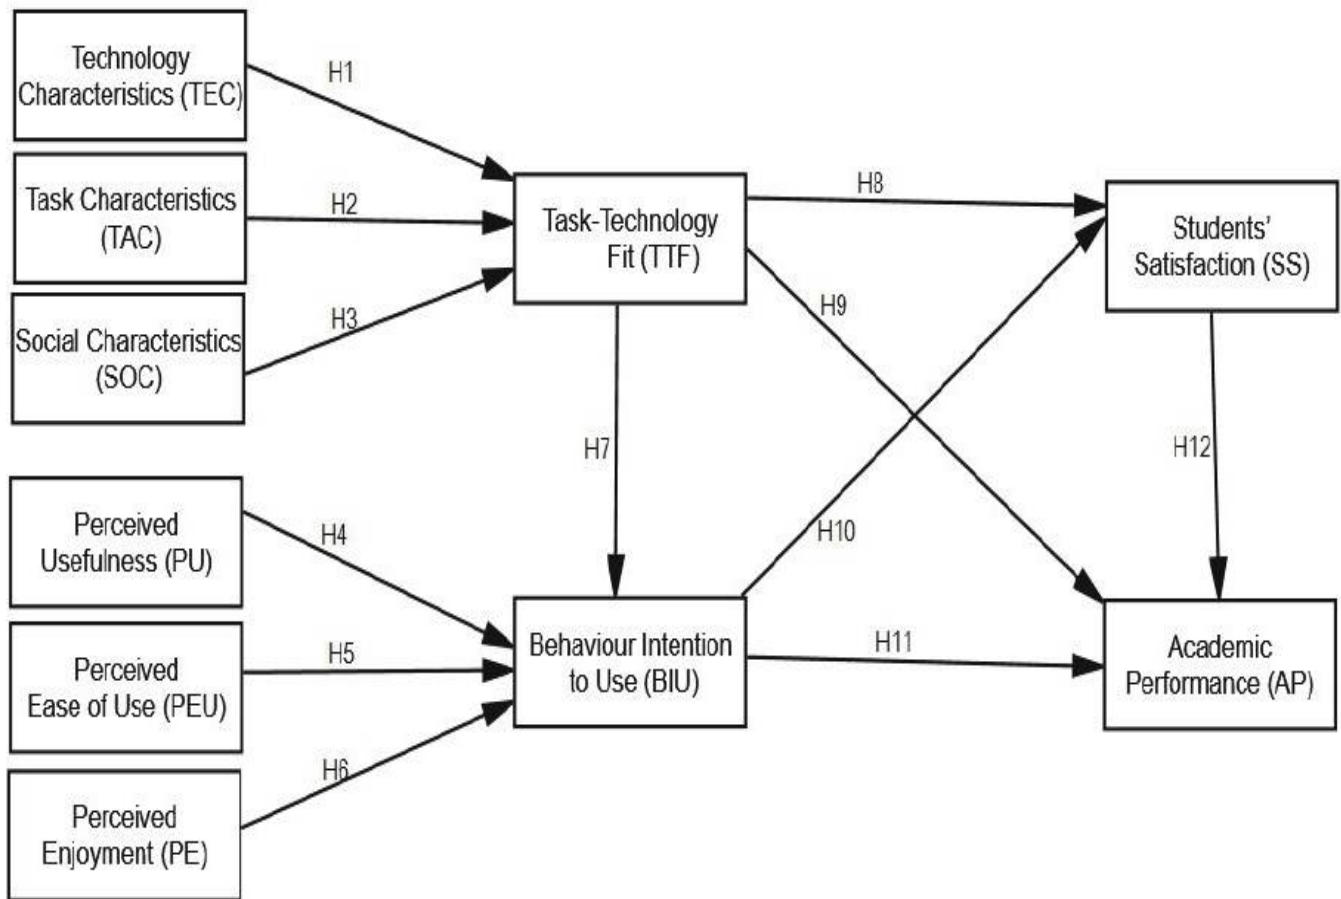 Technology
Characteristics (TEC)
H1
Task Characteristics
(TAC)
H2
Social Characteristics
(SOC)
H3
Task-Technology
Fit (TTF)
H8
Students’
Satisfaction (SS)
H9
H7
H12
Perceived
Usefulness (PU)
H4
H10
Perceived
Ease of Use (PEU)
H5
Behaviour Intention
to Use (BIU)
H11
Academic
Performance (AP)
H6
Perceived
Enjoyment (PE)